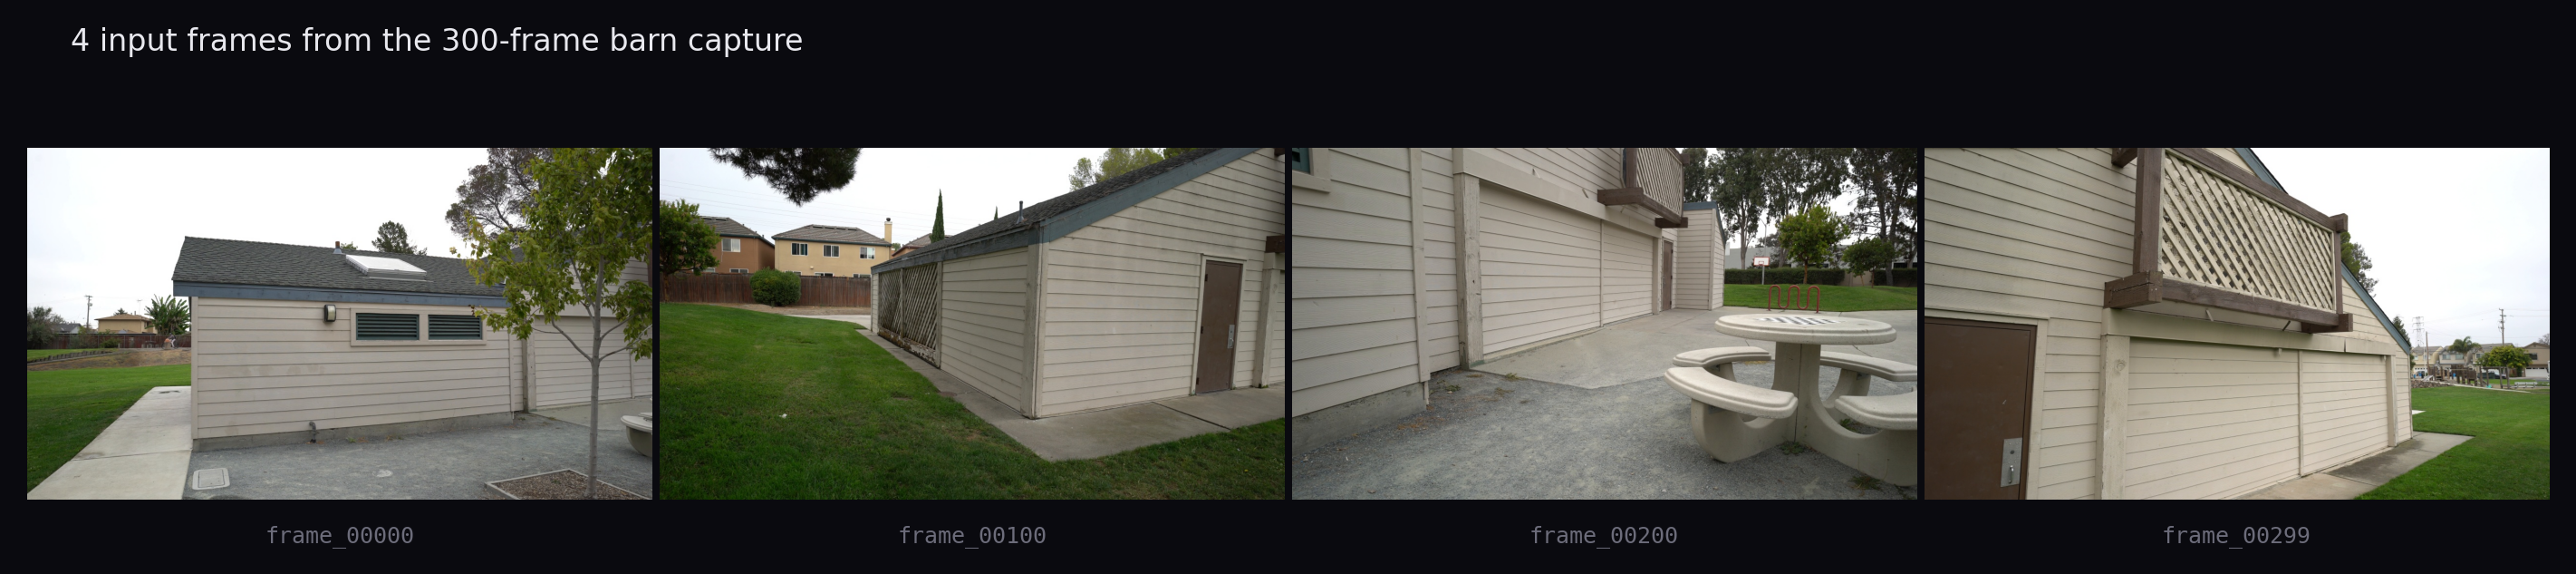 4 input frames from the 300-frame barn capture
frame_00000
frame_00100
frame_00200
frame_00299